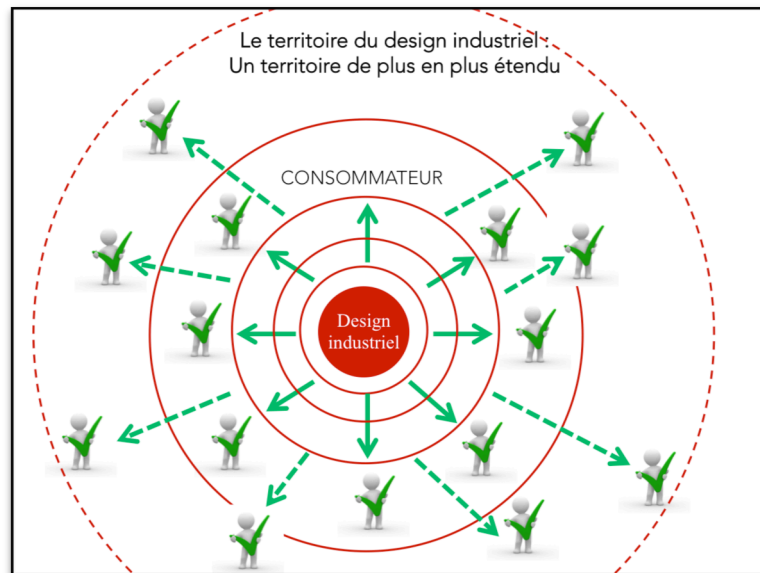 Le territoire du design industriel :
Un territoire de plus en plus étendu
CONSOMMATEUR
Design
industriel